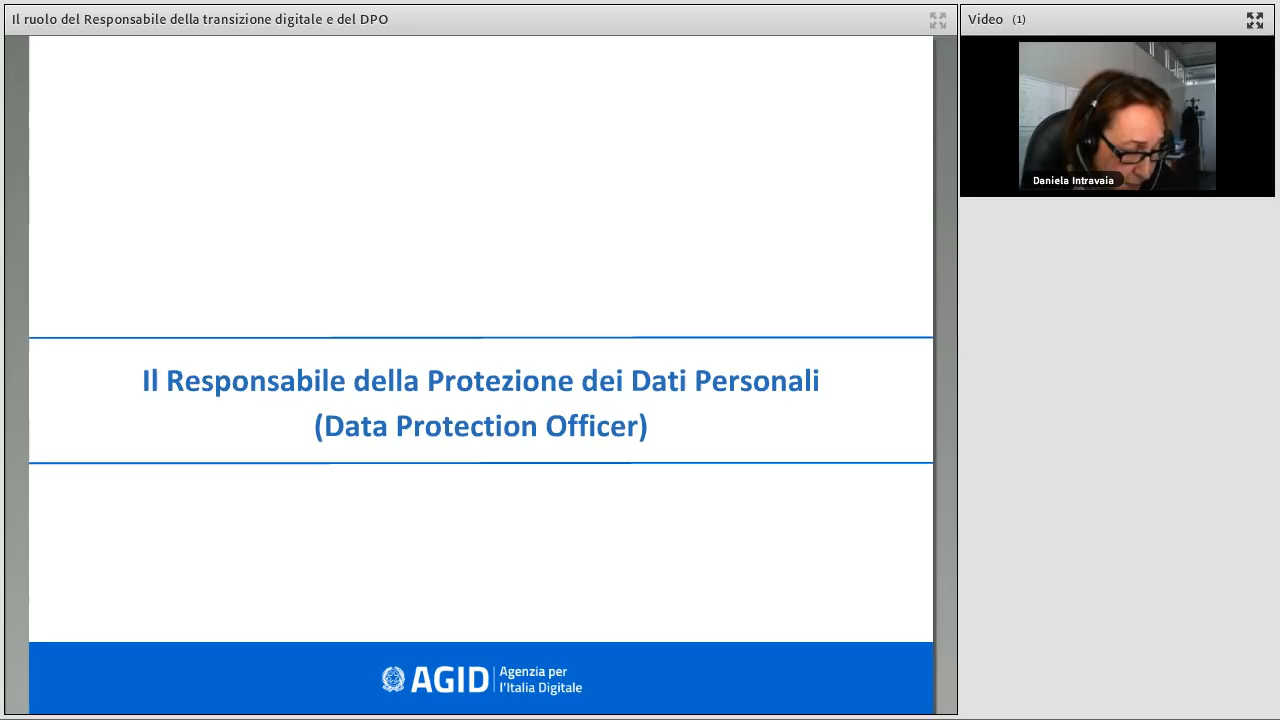 Il ruolo del Responsabile della transizione digitale e del DPO
Video (1)
Daniela Intravaia
Il Responsabile della Protezione dei Dati Personali
(Data Protection Officer)
AGID
Agenzia per
l'Italia Digitale